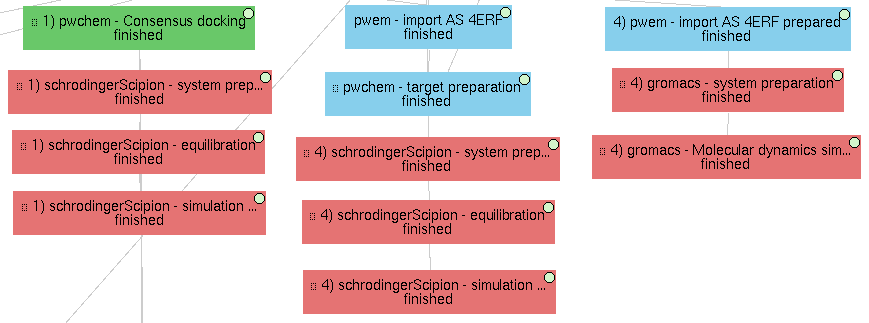 1) pwchem - Consensus docking
finished
1) schrodingerScipion - system prep...
finished
1) schrodingerScipion - equilibration
finished
1) schrodingerScipion - simulation ...
finished
pwem - import AS 4ERF
finished
pwchem - target preparation
finished
4) schrodingerScipion - system prep...
finished
4) schrodingerScipion - equilibration
finished
4) schrodingerScipion - simulation ...
finished
4) pwem - import AS 4ERF prepared
finished
4) gromacs - system preparation
finished
4) gromacs - Molecular dynamics sim...
finished